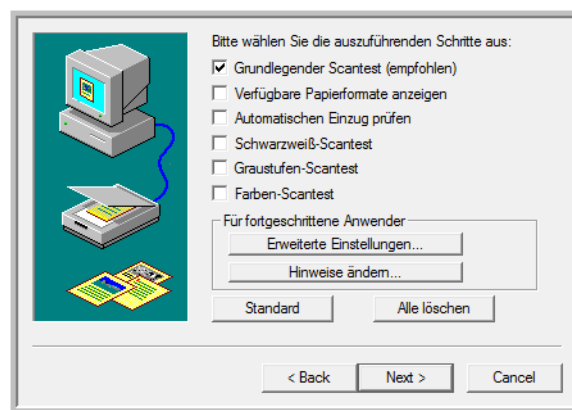 Bitte wählen Sie die auszuführenden Schritte aus:
Grundlegender Scantest (empfohlen)
Verfügbare Papierformate anzeigen
Automatischen Einzug prüfen
Schwarzweiß-Scantest
Graustufen-Scantest
Farben-Scantest
Für fortgeschrittene Anwender
Erweiterte Einstellungen...
Hinweise ändern...
Standard Alle löschen
< Back Next > Cancel